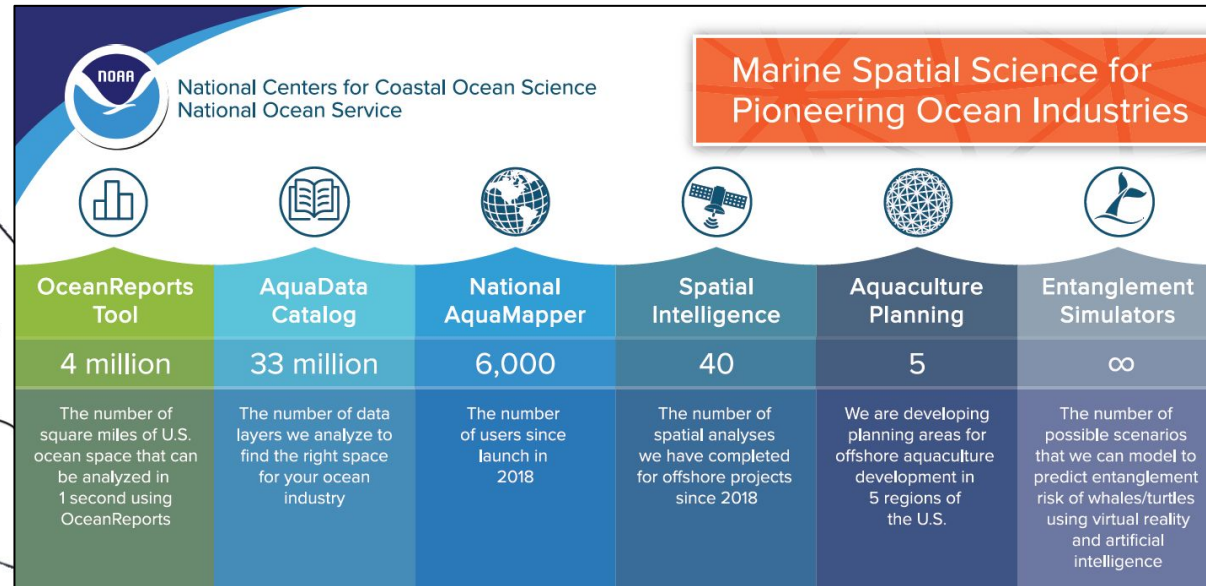 NOAA
National Centers for Coastal Ocean Science
National Ocean Service
Marine Spatial Science for
Pioneering Ocean Industries
OceanReports
Tool
4 million
The number of
square miles of U.S.
ocean space that can
be analyzed in
1 second using
OceanReports
AquaData
Catalog
33 million
The number of data
layers we analyze to
find the right space
for your ocean
industry
National
AquaMapper
6,000
The number
of users since
launch in
2018
Spatial
Intelligence
40
The number of
spatial analyses
we have completed
for offshore projects
since 2018
Aquaculture
Planning
5
We are developing
planning areas for
offshore aquaculture
development in
5 regions of
the U.S.
Entanglement
Simulators
∞
The number of
possible scenarios
that we can model to
predict entanglement
risk of whales/turtles
using virtual reality
and artificial
intelligence